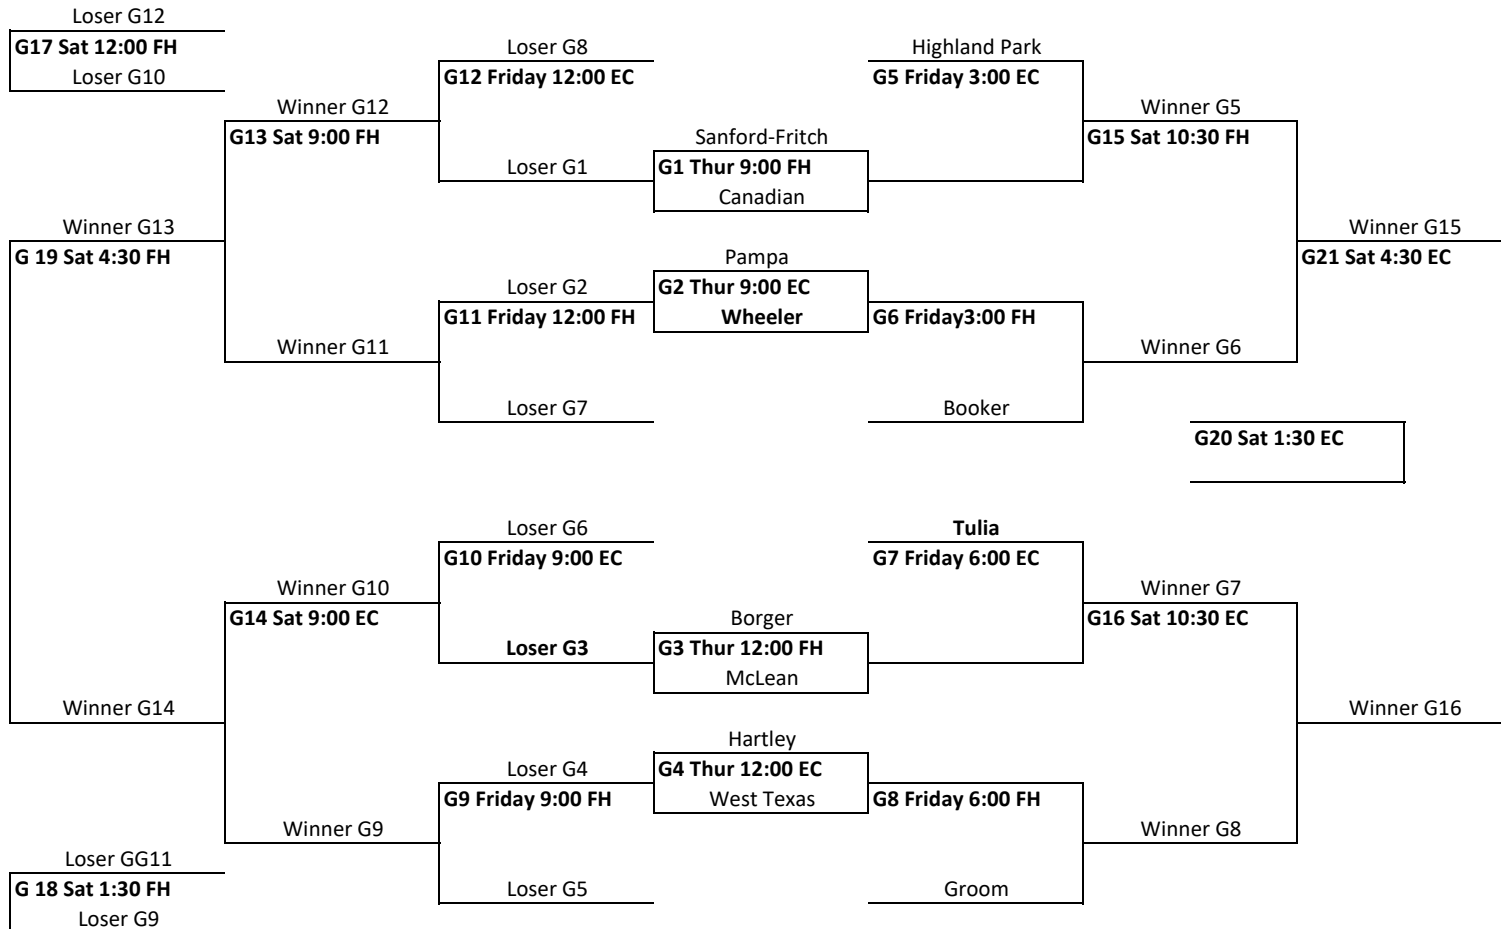 Loser G12
G17 Sat 12:00 FH
Loser G10
Loser G8
G12 Friday 12:00 EC
Highland Park
G5 Friday 3:00 EC
Winner G12
G13 Sat 9:00 FH
Winner G5
G15 Sat 10:30 FH
Loser G1
Sanford-Fritch
G1 Thur 9:00 FH
Canadian
Winner G13
G 19 Sat 4:30 FH
Winner G15
G21 Sat 4:30 EC
Loser G2
G11 Friday 12:00 FH
Pampa
G2 Thur 9:00 EC
Wheeler
G6 Friday3:00 FH
Winner G11
Winner G6
Loser G7
Booker
G20 Sat 1:30 EC
Loser G6
G10 Friday 9:00 EC
Tulia
G7 Friday 6:00 EC
Winner G10
G14 Sat 9:00 EC
Winner G7
G16 Sat 10:30 EC
Loser G3
Borger
G3 Thur 12:00 FH
McLean
Winner G14
Winner G16
Loser G4
G9 Friday 9:00 FH
Hartley
G4 Thur 12:00 EC
West Texas
G8 Friday 6:00 FH
Winner G9
Winner G8
Loser GG11
G 18 Sat 1:30 FH
Loser G9
Loser G5
Groom